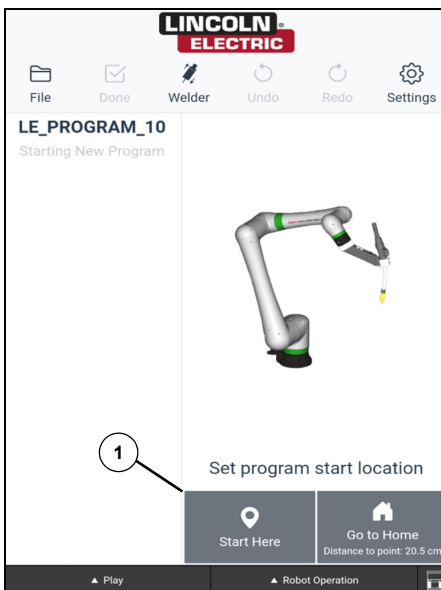 LINCOLN
ELECTRIC
File
Done
Welder
Undo
Redo
Settings
LE_PROGRAM_10
Starting New Program
1
Set program start location
Start Here
Go to Home
Distance to point: 20.5 cm
▲ Play
▲ Robot Operation